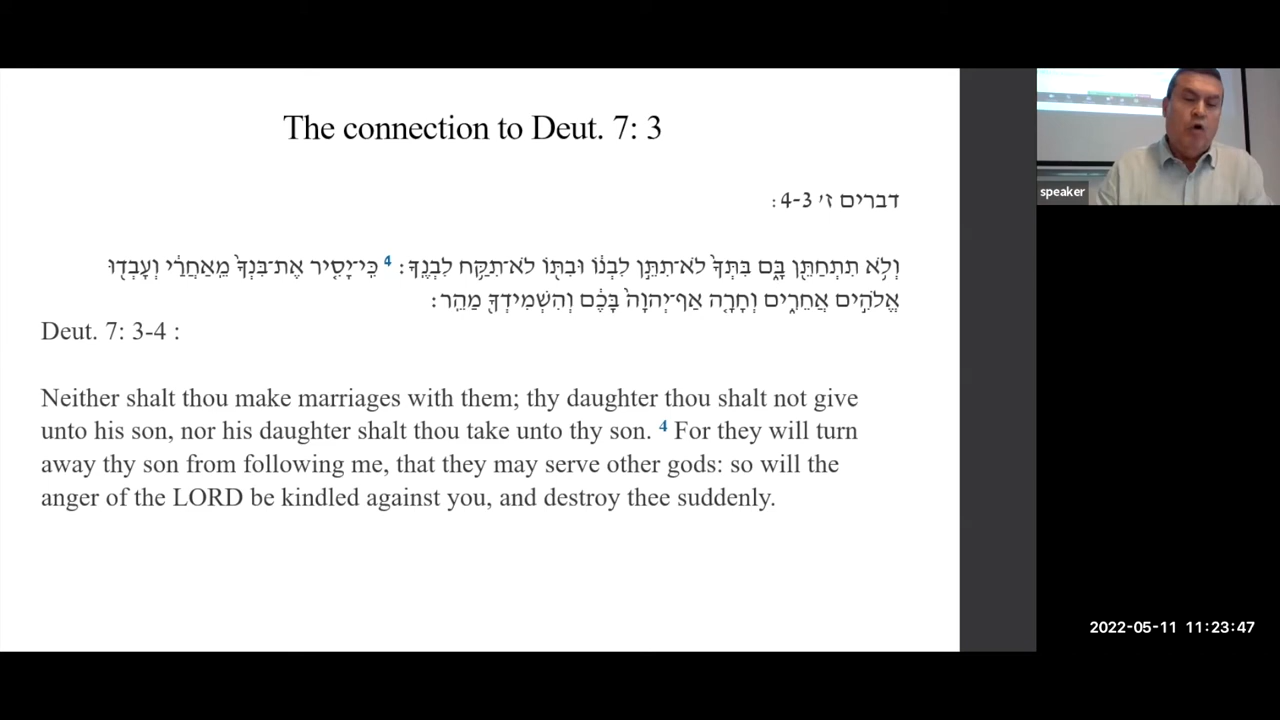 The connection to Deut. 7: 3
דברים ז׳ 4-3 :
וְלֹ֥א תִתְחַתֵּ֖ן בָּ֑ם בִּתְּךָ֙ לֹא־תִתֵּ֣ן לִבְנ֔וֹ וּבִתּ֖וֹ לֹא־תִקַּ֥ח לִבְנֶֽךָ׃ 4 כִּֽי־יָסִ֤יר אֶת־בִּנְךָ֙ מֵֽאַחֲרַ֔י וְעָבְד֖וּ
אֱלֹהִ֣ים אֲחֵרִ֑ים וְחָרָ֤ה אַף־יְהוָה֙ בָּכֶ֔ם וְהִשְׁמִידְךָ֖ מַהֵֽר׃
Deut. 7: 3-4 :
Neither shalt thou make marriages with them; thy daughter thou shalt not give
unto his son, nor his daughter shalt thou take unto thy son. 4 For they will turn
away thy son from following me, that they may serve other gods: so will the
anger of the LORD be kindled against you, and destroy thee suddenly.
speaker
2022-05-11 11:23:47